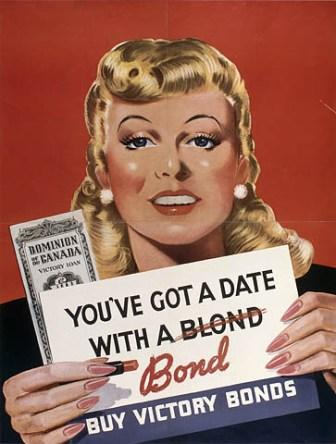 DOMINION
OF CANADA
VICTORY LOAN
YOU'VE GOT A DATE
WITH A BLOND
Bond
BUY VICTORY BONDS